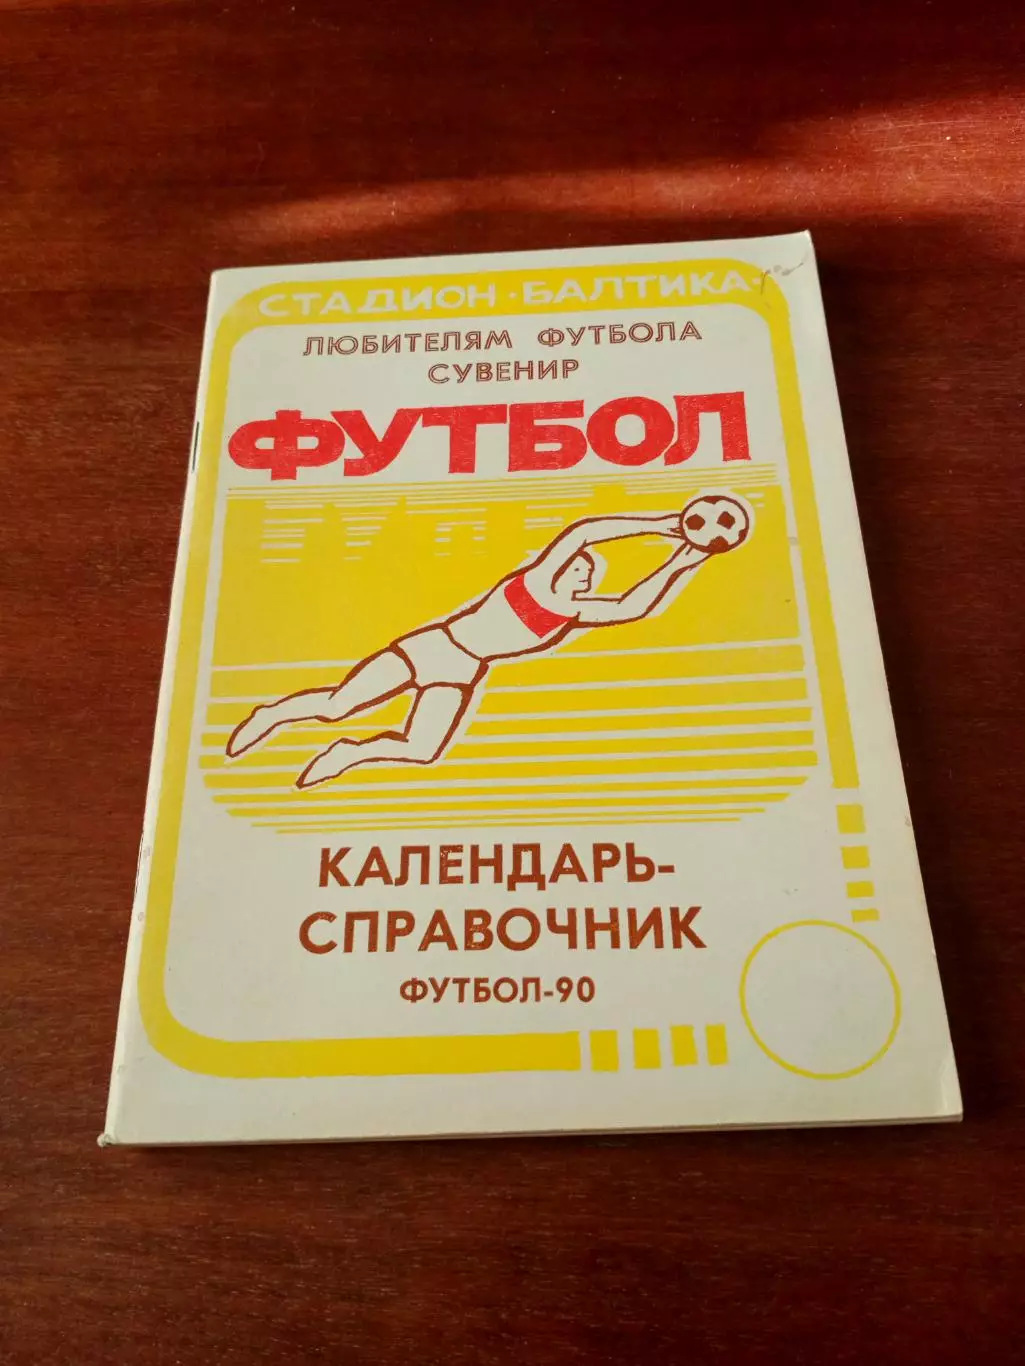 СТАДИОН · БАЛТИКА ·
ЛЮБИТЕЛЯМ ФУТБОЛА
СУВЕНИР
ФУТБОЛ
КАЛЕНДАРЬ-
СПРАВОЧНИК
ФУТБОЛ-90